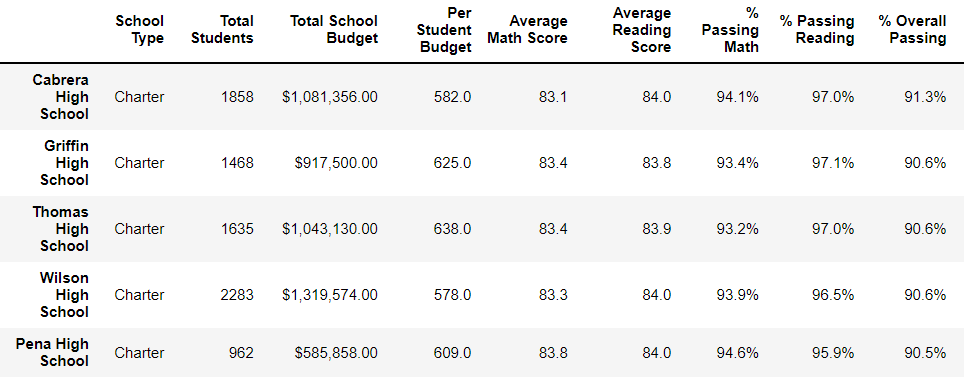 School Type Total Students Total School Budget Per Student Budget Average Math Score Average Reading Score % Passing Math % Passing Reading % Overall Passing
Cabrera High School Charter 1858 $1,081,356.00 582.0 83.1 84.0 94.1% 97.0% 91.3%
Griffin High School Charter 1468 $917,500.00 625.0 83.4 83.8 93.4% 97.1% 90.6%
Thomas High School Charter 1635 $1,043,130.00 638.0 83.4 83.9 93.2% 97.0% 90.6%
Wilson High School Charter 2283 $1,319,574.00 578.0 83.3 84.0 93.9% 96.5% 90.6%
Pena High School Charter 962 $585,858.00 609.0 83.8 84.0 94.6% 95.9% 90.5%